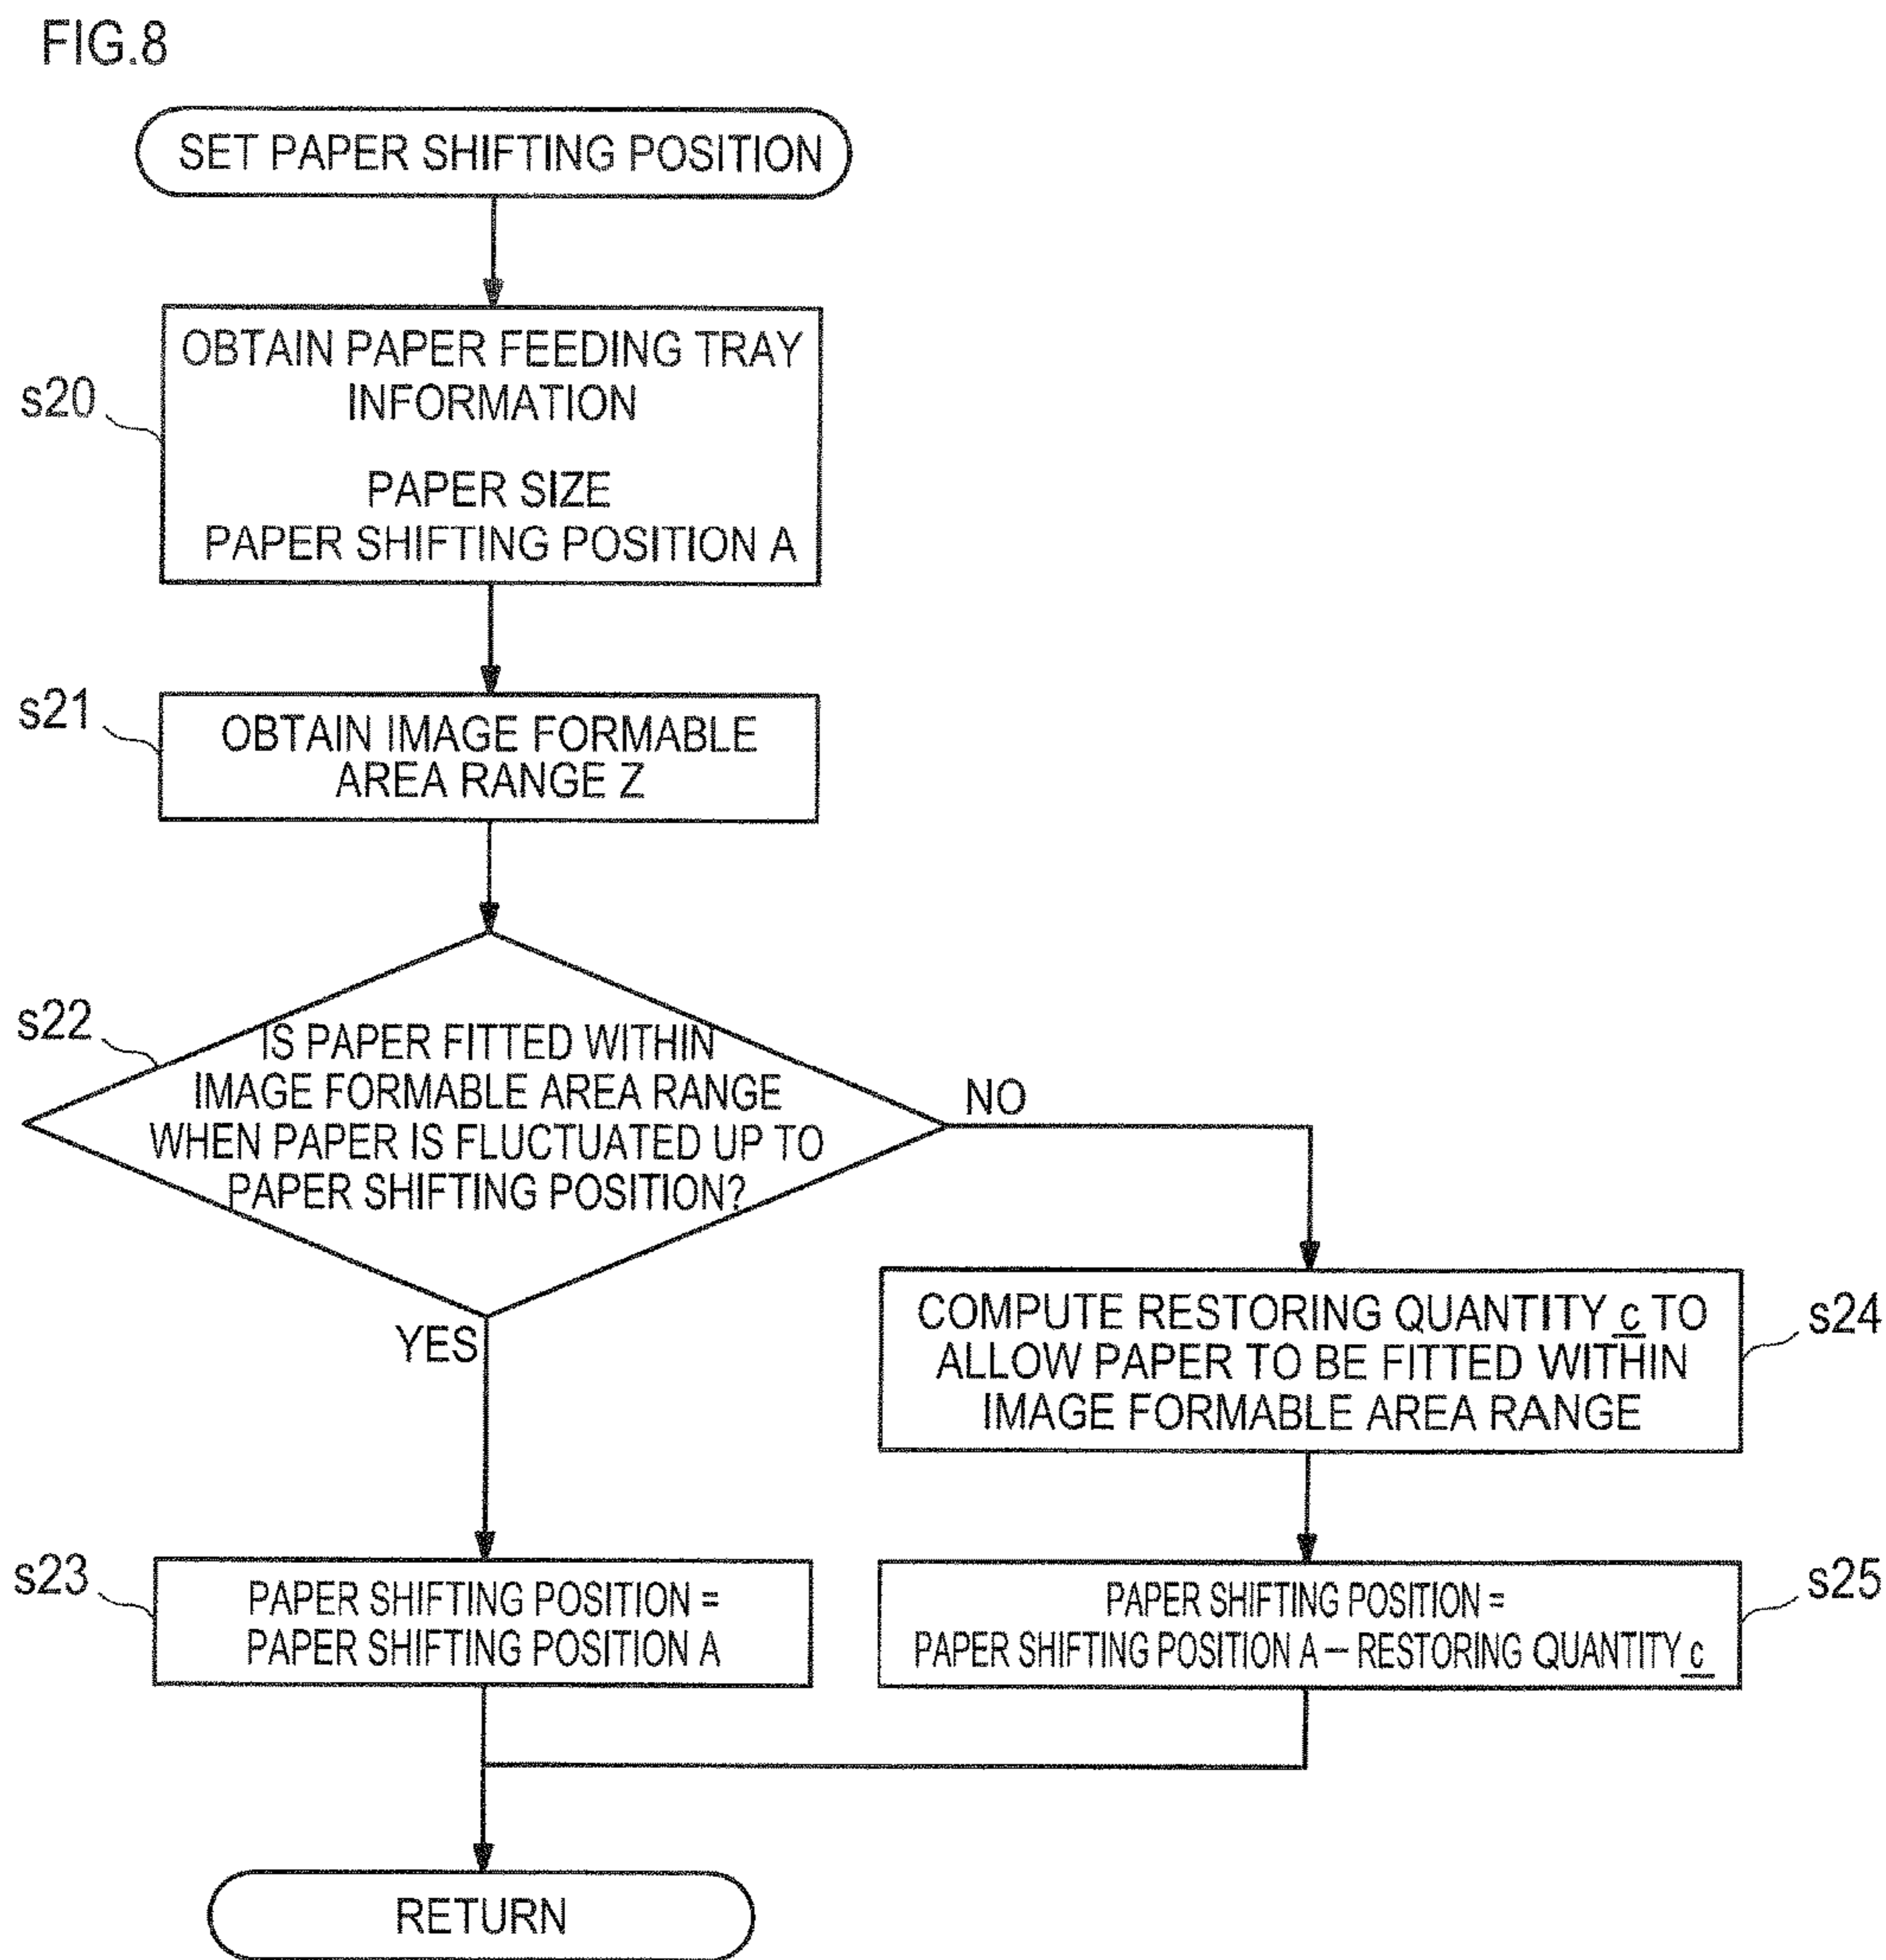 FIG.8
SET PAPER SHIFTING POSITION
s20
OBTAIN PAPER FEEDING TRAY
INFORMATION
PAPER SIZE
PAPER SHIFTING POSITION A
s21
OBTAIN IMAGE FORMABLE
AREA RANGE Z
s22
IS PAPER FITTED WITHIN
IMAGE FORMABLE AREA RANGE
WHEN PAPER IS FLUCTUATED UP TO
PAPER SHIFTING POSITION?
NO
YES
COMPUTE RESTORING QUANTITY c TO
ALLOW PAPER TO BE FITTED WITHIN
IMAGE FORMABLE AREA RANGE
s24
s23
PAPER SHIFTING POSITION =
PAPER SHIFTING POSITION A
PAPER SHIFTING POSITION =
PAPER SHIFTING POSITION A — RESTORING QUANTITY c
s25
RETURN